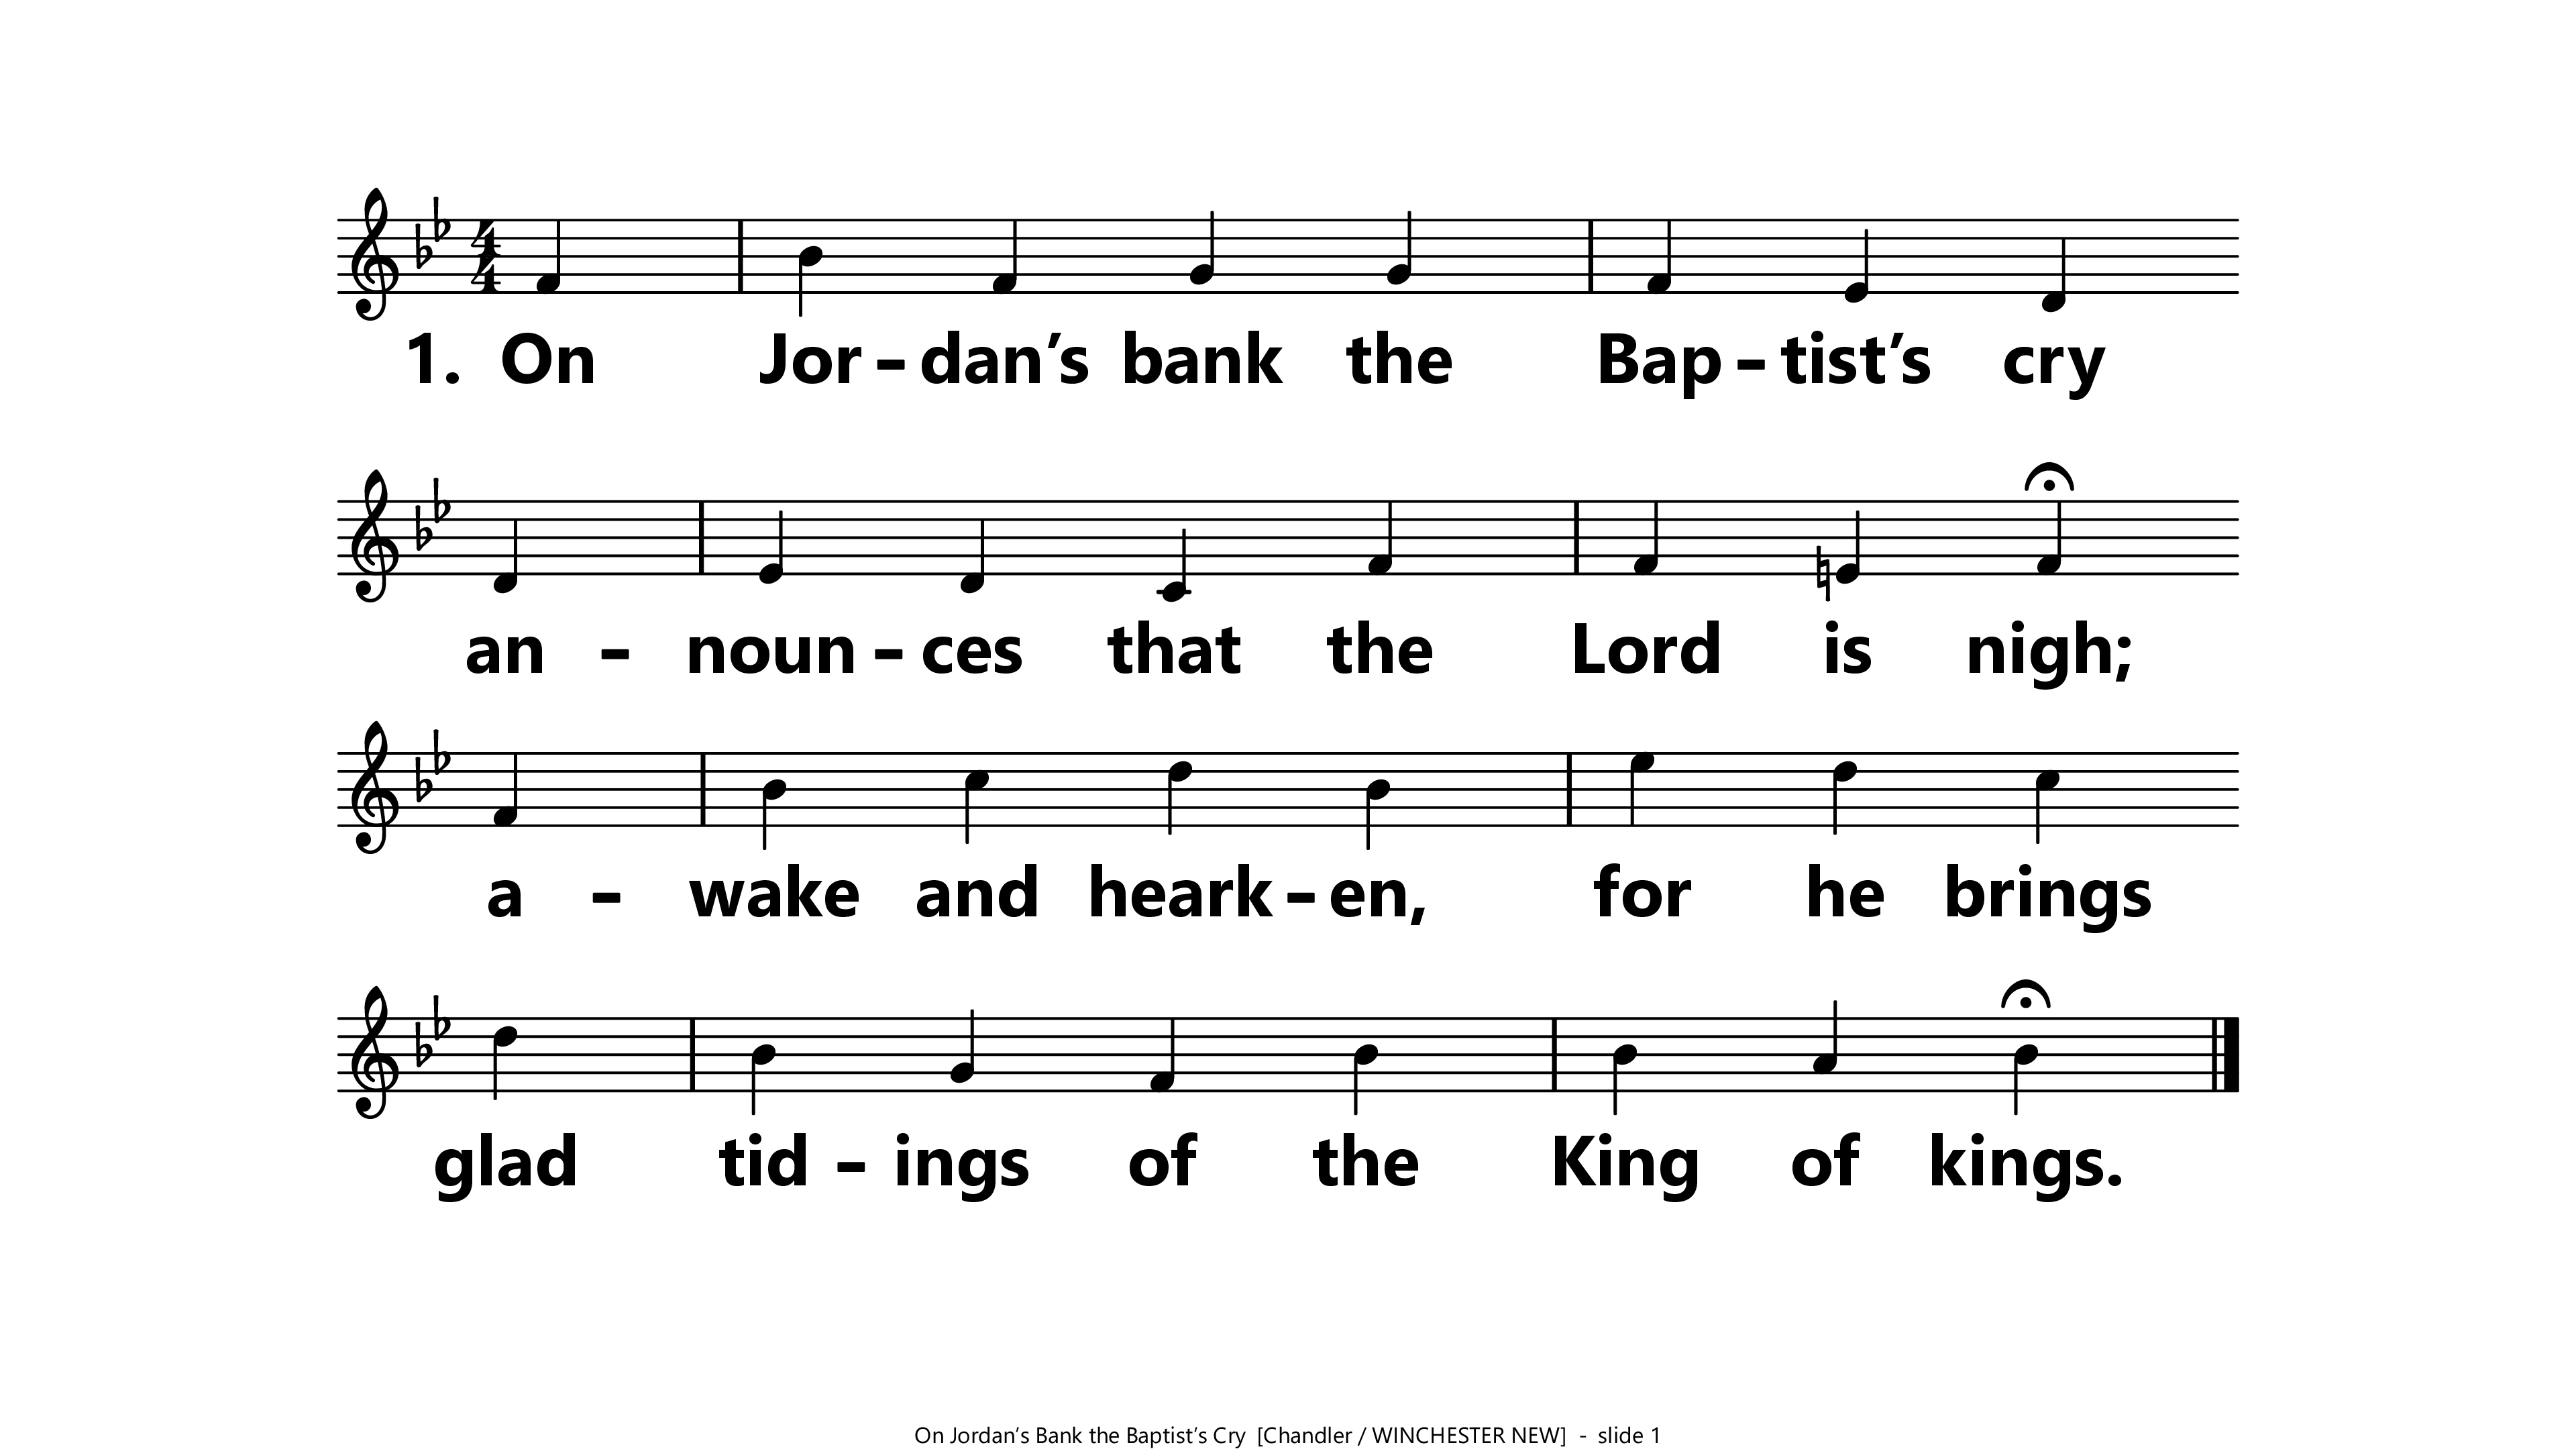 1. On Jor – dan’s bank the Bap – tist’s cry
an – noun – ces that the Lord is nigh;
a – wake and heark – en, for he brings
glad tid – ings of the King of kings.
On Jordan’s Bank the Baptist’s Cry [Chandler / WINCHESTER NEW] - slide 1